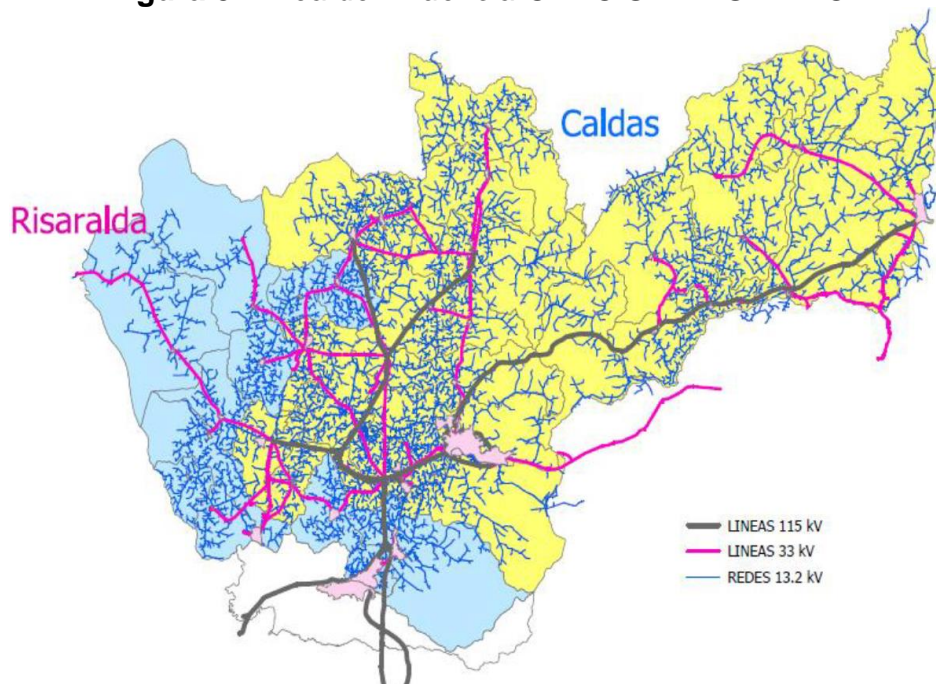 Caldas
Risaralda
LINEAS 115 kV
LINEAS 33 kV
REDES 13.2 kV